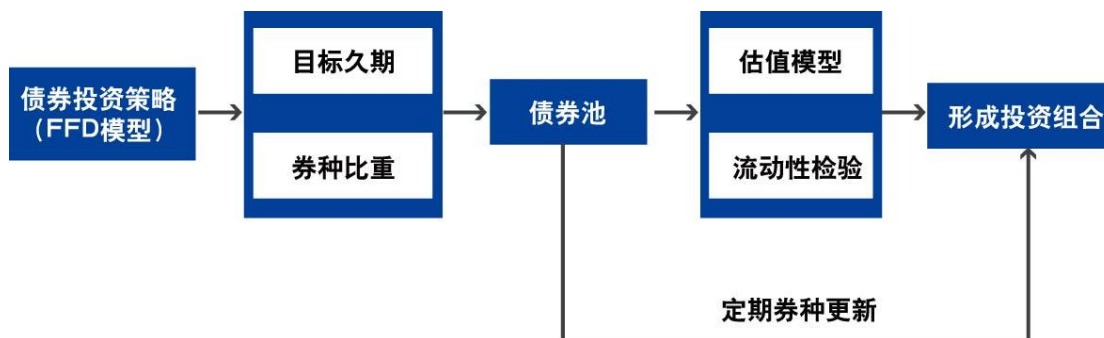 债券投资策略
（FFD模型）
目标久期
券种比重
债券池
估值模型
流动性检验
形成投资组合
定期券种更新